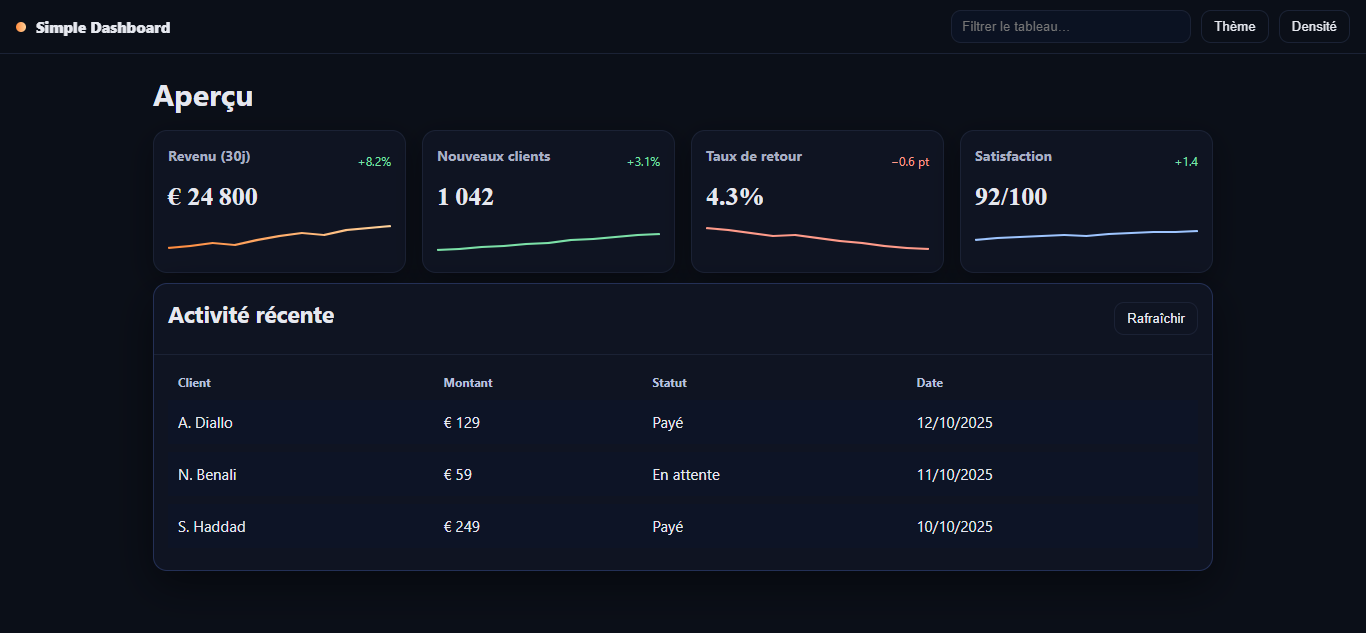 Simple Dashboard
Filtrer le tableau...
Thème
Densité
Aperçu
Revenu (30j)
+8.2%
€ 24 800
Nouveaux clients
+3.1%
1 042
Taux de retour
−0.6 pt
4.3%
Satisfaction
+1.4
92/100
Activité récente
Rafraîchir
Client Montant Statut Date
A. Diallo € 129 Payé 12/10/2025
N. Benali € 59 En attente 11/10/2025
S. Haddad € 249 Payé 10/10/2025